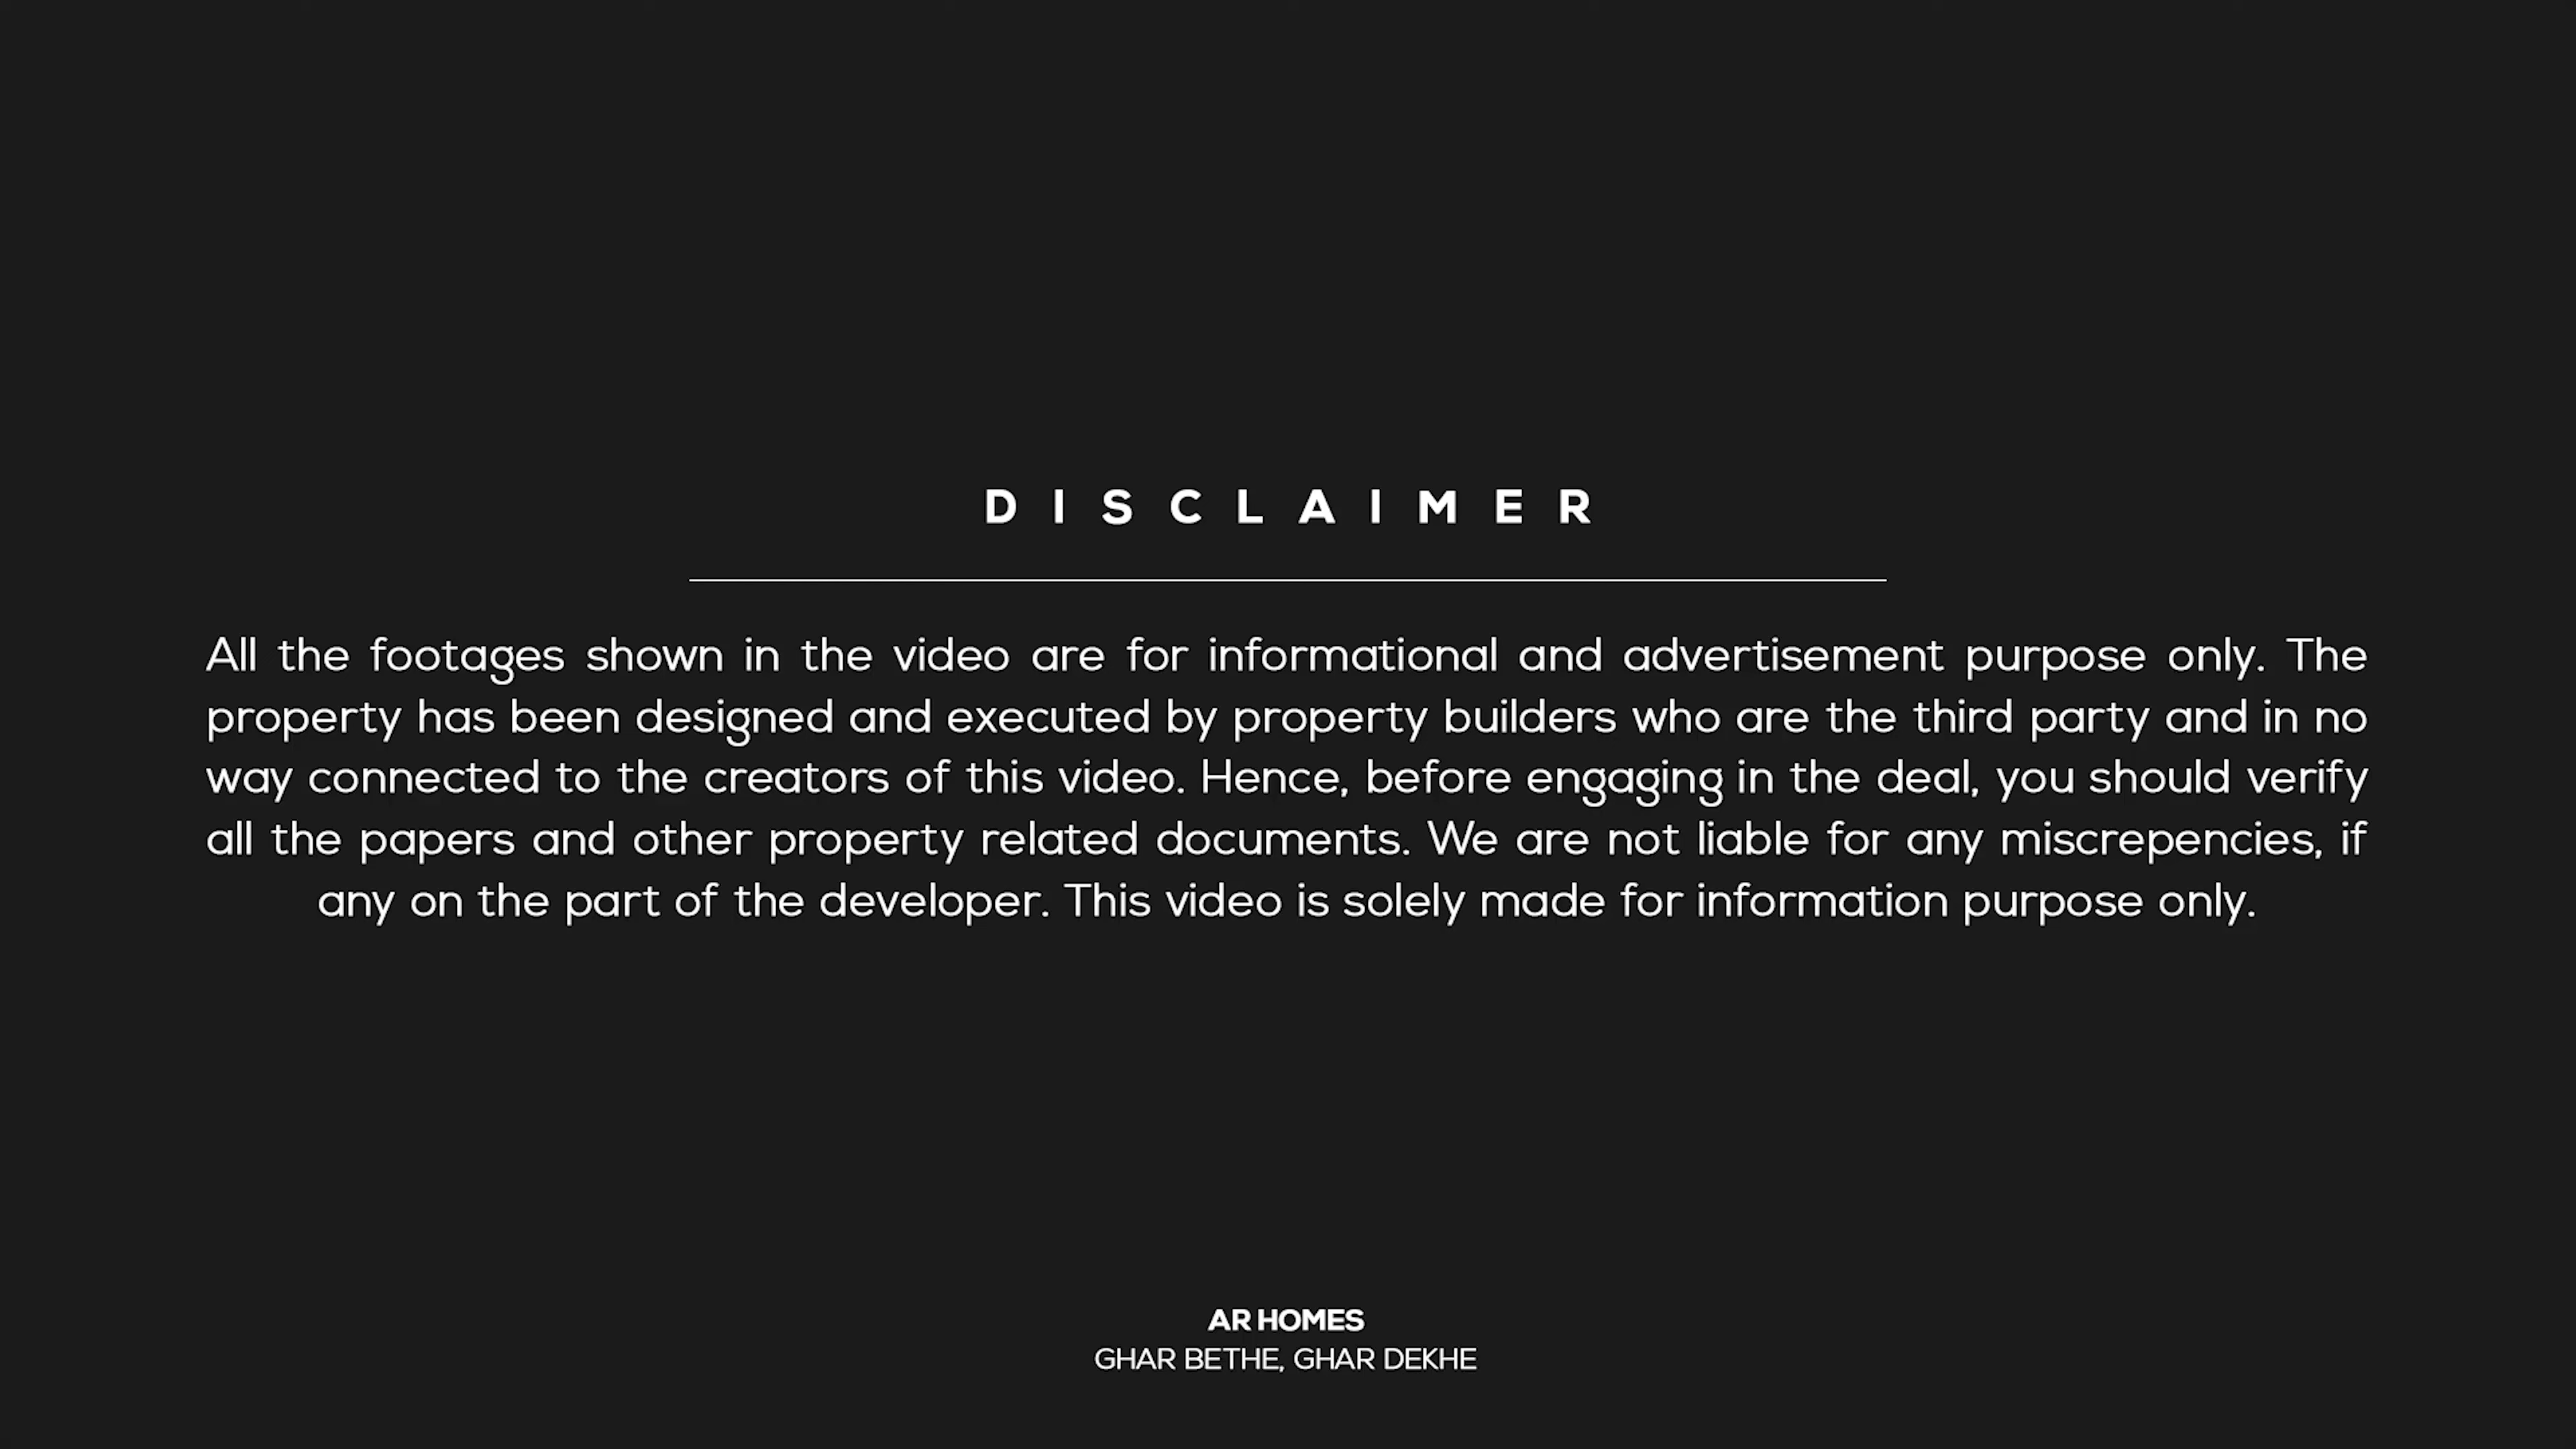 DISCLAIMER
All the footages shown in the video are for informational and advertisement purpose only. The
property has been designed and executed by property builders who are the third party and in no
way connected to the creators of this video. Hence, before engaging in the deal, you should verify
all the papers and other property related documents. We are not liable for any miscrepencies, if
any on the part of the developer. This video is solely made for information purpose only.
AR HOMES
GHAR BETHE, GHAR DEKHE